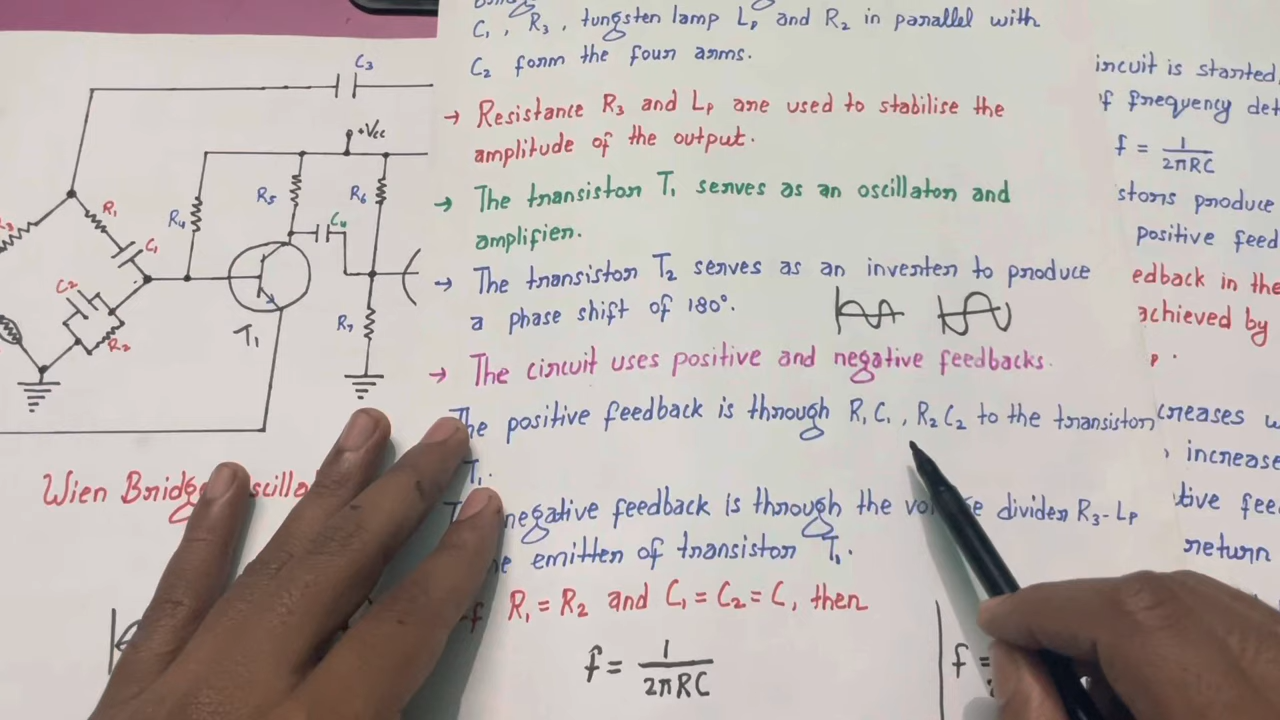 C₁, R₃, tungsten lamp Lₚ and R₂ in parallel with
C₂ form the four arms.
→ Resistance R₃ and Lₚ are used to stabilise the
amplitude of the output.
→ The transistor T₁ serves as an oscillator and
amplifier.
→ The transistor T₂ serves as an inverter to produce
a phase shift of 180°.
→ The circuit uses positive and negative feedbacks.
The positive feedback is through R₁C₁, R₂C₂ to the transistor
T₁.
negative feedback is through the divider R₃-Lₚ
emitter of transistor T₁.
R₁ = R₂ and C₁ = C₂ = C, then
f = 1/2πRC
C₃
+Vcc
R₁
R₄
R₅
R₆
C₄
C₁
C₂
R₂
T₁
R₇
Wien Bridge
ircuit is started
f frequency det
f = 1/2πRC
stors produce
positive feed
edback in the
achieved by
p.
creases w
increase
tive fee
return
f =